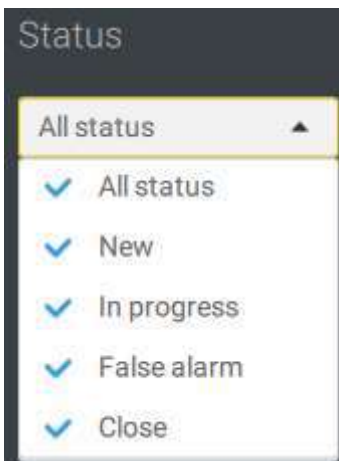 Status
All status
All status
New
In progress
False alarm
Close